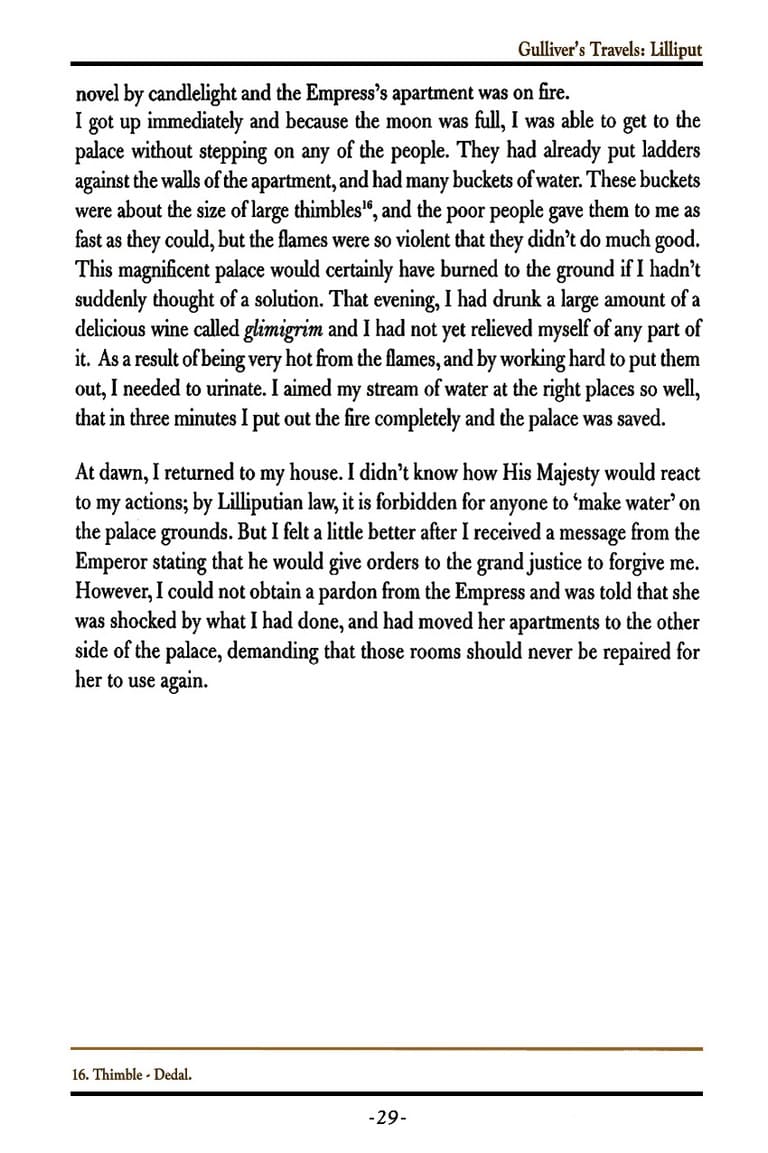 Gulliver's Travels: Lilliput
novel by candlelight and the Empress's apartment was on fire.
I got up immediately and because the moon was full, I was able to get to the
palace without stepping on any of the people. They had already put ladders
against the walls of the apartment, and had many buckets of water. These buckets
were about the size of large thimbles¹⁶, and the poor people gave them to me as
fast as they could, but the flames were so violent that they didn't do much good.
This magnificent palace would certainly have burned to the ground if I hadn't
suddenly thought of a solution. That evening, I had drunk a large amount of a
delicious wine called glimigrim and I had not yet relieved myself of any part of
it. As a result of being very hot from the flames, and by working hard to put them
out, I needed to urinate. I aimed my stream of water at the right places so well,
that in three minutes I put out the fire completely and the palace was saved.
At dawn, I returned to my house. I didn't know how His Majesty would react
to my actions; by Lilliputian law, it is forbidden for anyone to 'make water' on
the palace grounds. But I felt a little better after I received a message from the
Emperor stating that he would give orders to the grand justice to forgive me.
However, I could not obtain a pardon from the Empress and was told that she
was shocked by what I had done, and had moved her apartments to the other
side of the palace, demanding that those rooms should never be repaired for
her to use again.
16. Thimble - Dedal.
-29-